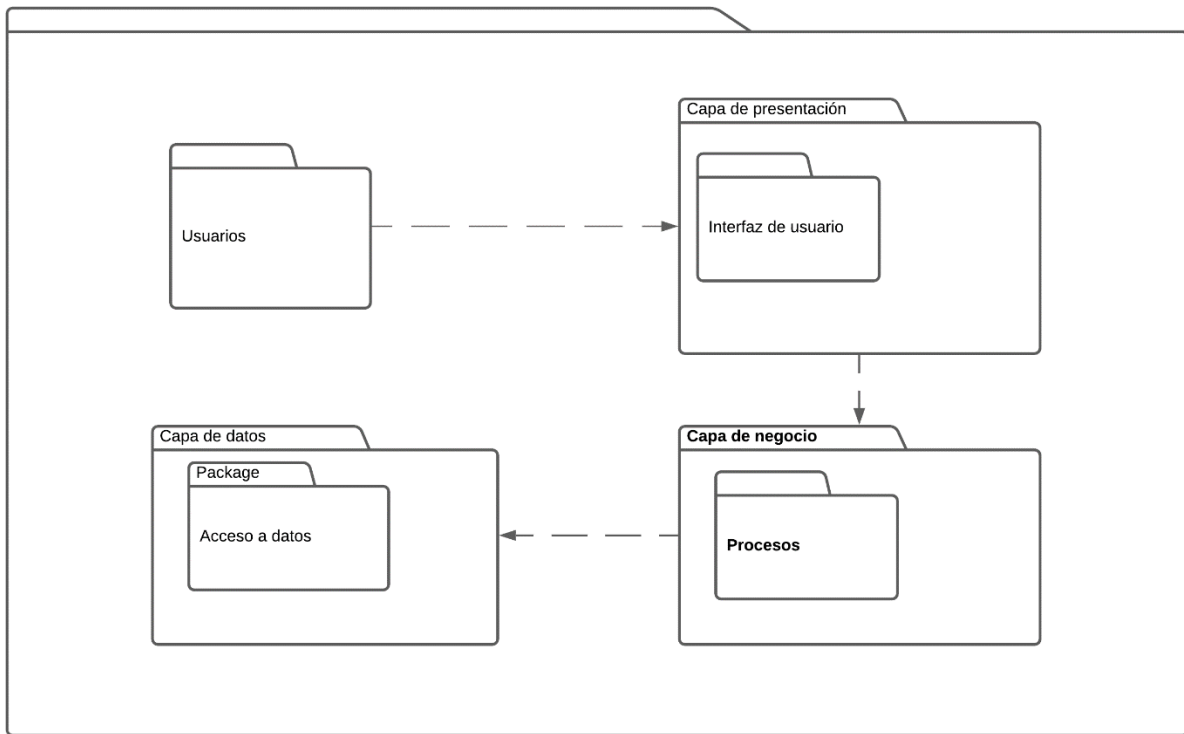 Capa de presentación
Usuarios
Interfaz de usuario
Capa de datos
Package
Acceso a datos
Capa de negocio
Procesos